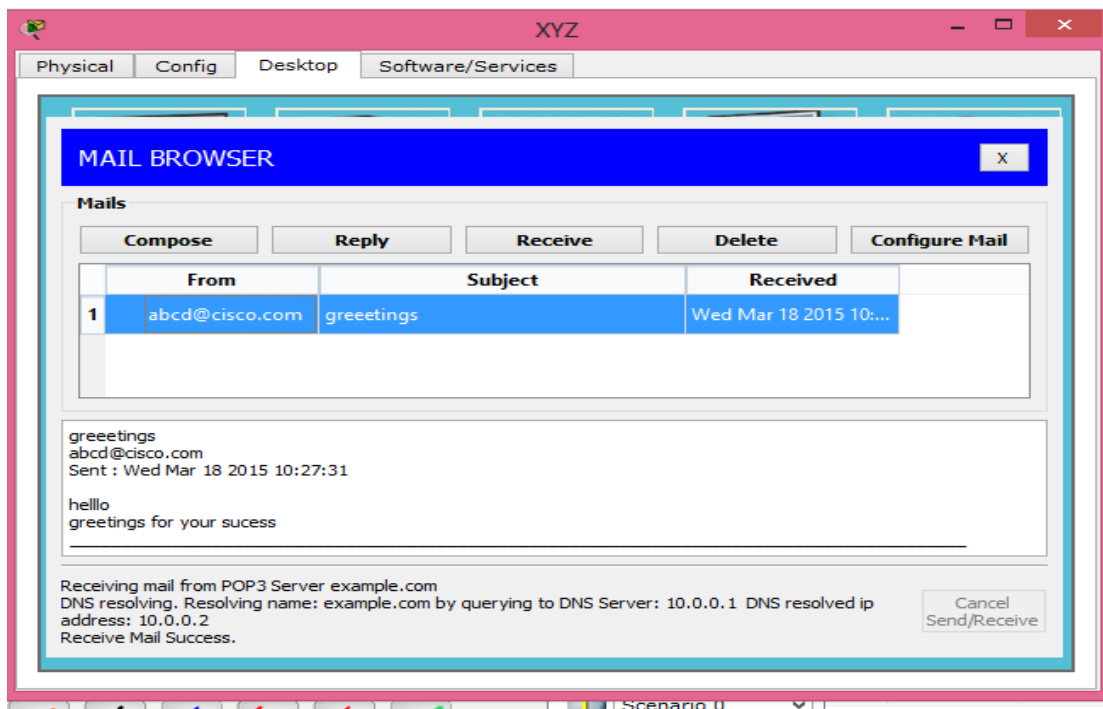 XYZ
Physical Config Desktop Software/Services
MAIL BROWSER
X
Mails
Compose Reply Receive Delete Configure Mail
From Subject Received
1 abcd@cisco.com greeetings Wed Mar 18 2015 10:...
greeetings
abcd@cisco.com
Sent : Wed Mar 18 2015 10:27:31
helllo
greetings for your sucess
Receiving mail from POP3 Server example.com
DNS resolving. Resolving name: example.com by querying to DNS Server: 10.0.0.1 DNS resolved ip
address: 10.0.0.2
Receive Mail Success.
Cancel
Send/Receive
Scenario 0